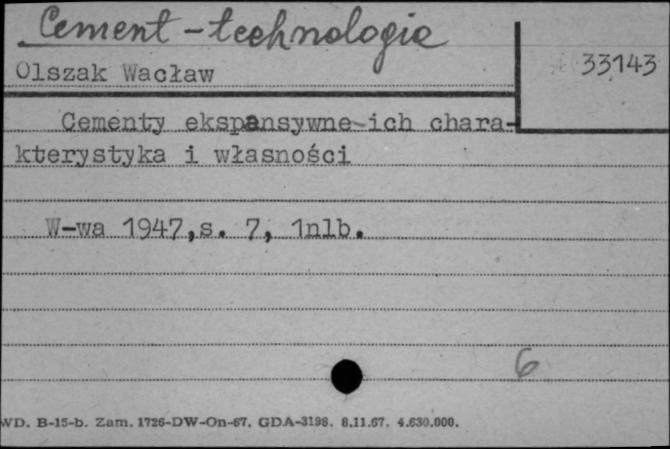 Cement - technologia
Olszak Wacław
33143
Cementy ekspansywne-ich chara-
kterystyka i własności
W-wa 1947,s. 7, 1nlb.
6
WD. B-15-b. Zam. 1726-DW-On-67. GDA-3198. 8.11.67. 4.630.000.